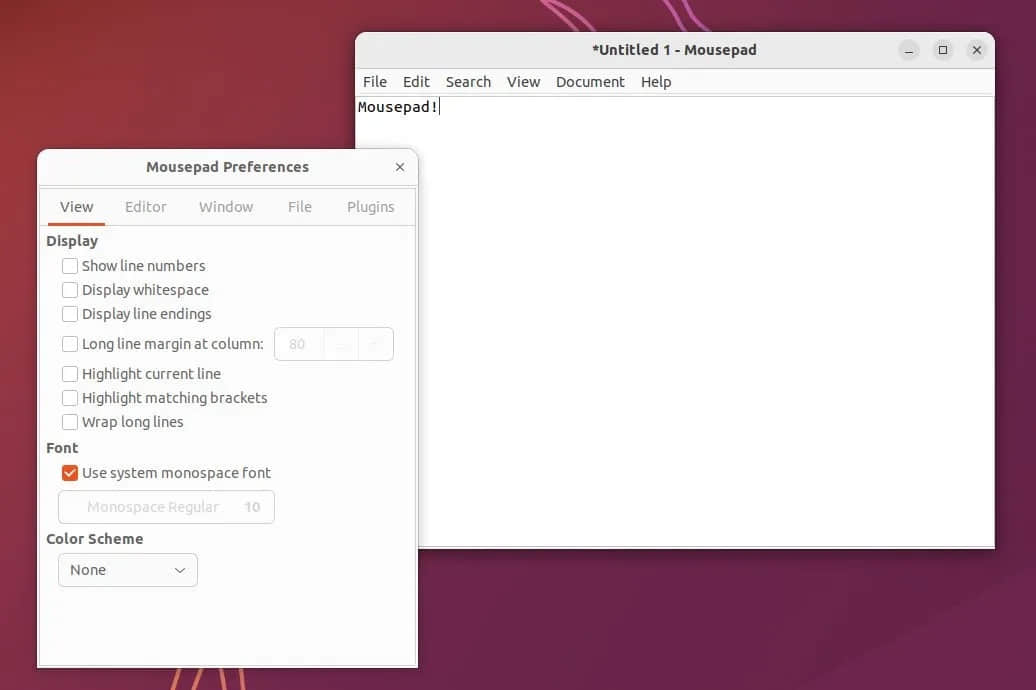 *Untitled 1 - Mousepad
File Edit Search View Document Help
Mousepad!
Mousepad Preferences
View Editor Window File Plugins
Display
Show line numbers
Display whitespace
Display line endings
Long line margin at column: 80
Highlight current line
Highlight matching brackets
Wrap long lines
Font
Use system monospace font
Monospace Regular 10
Color Scheme
None